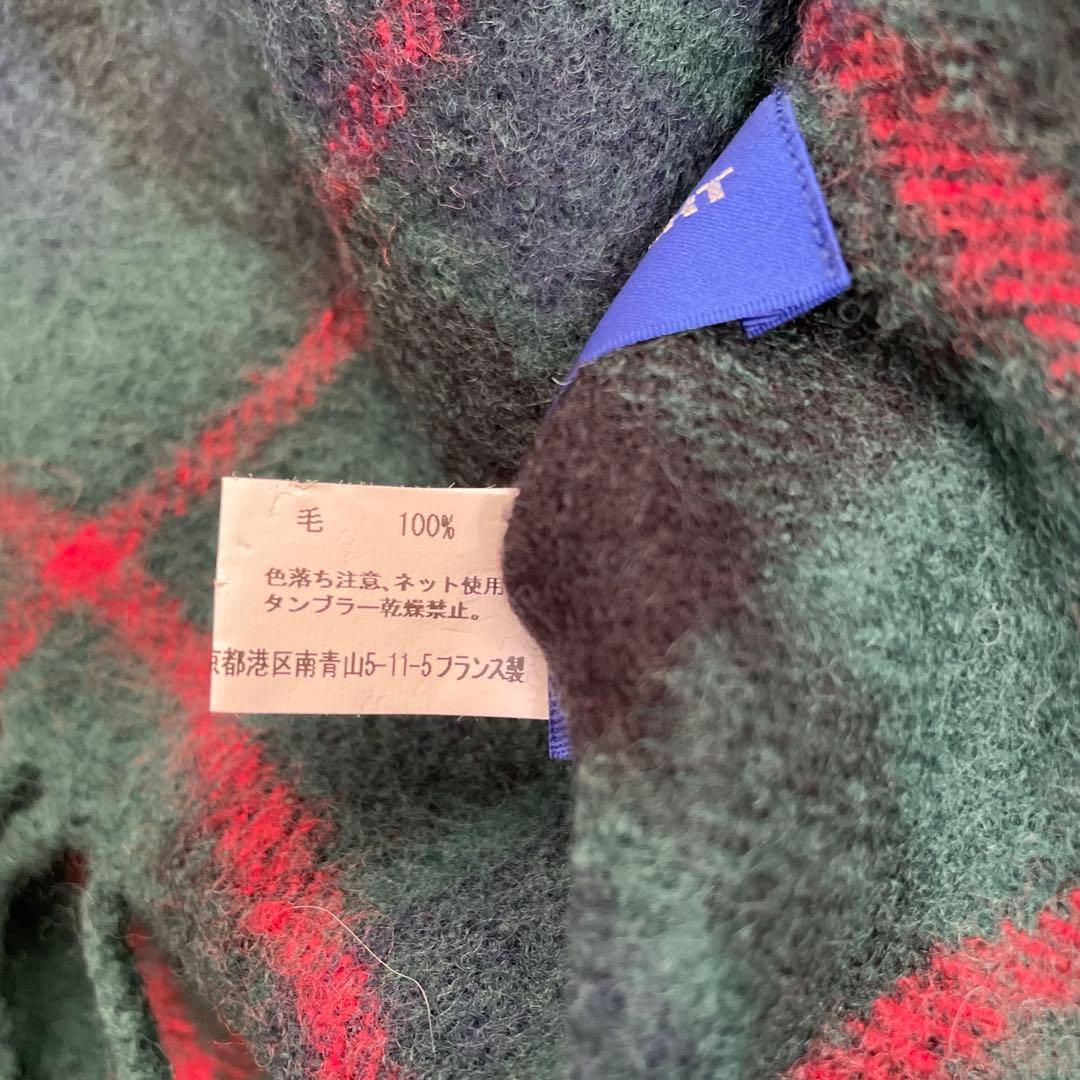 毛 100%
色落ち注意、ネット使用
タンブラー乾燥禁止。
京都港区南青山5-11-5フランス製